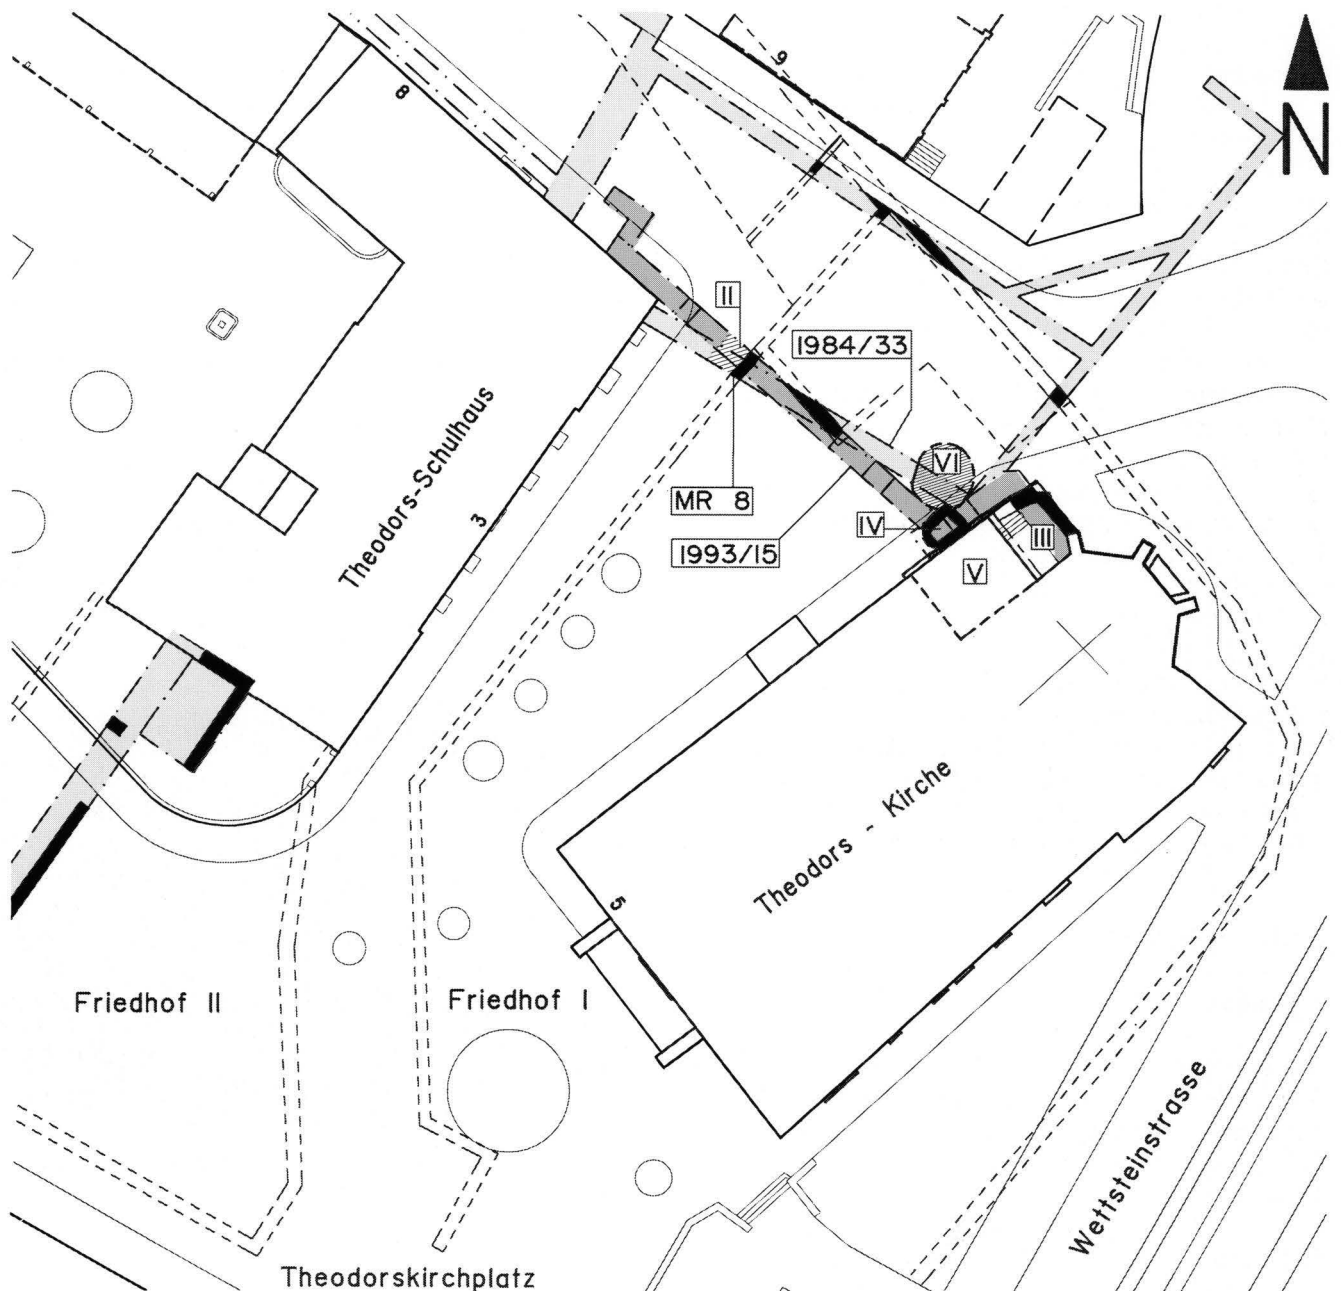 8
9
N
II
1984/33
Theodors-Schulhaus
3
MR 8
VI
IV
III
1993/15
V
Theodors - Kirche
5
Friedhof II
Friedhof I
Wettsteinstrasse
Theodorskirchplatz